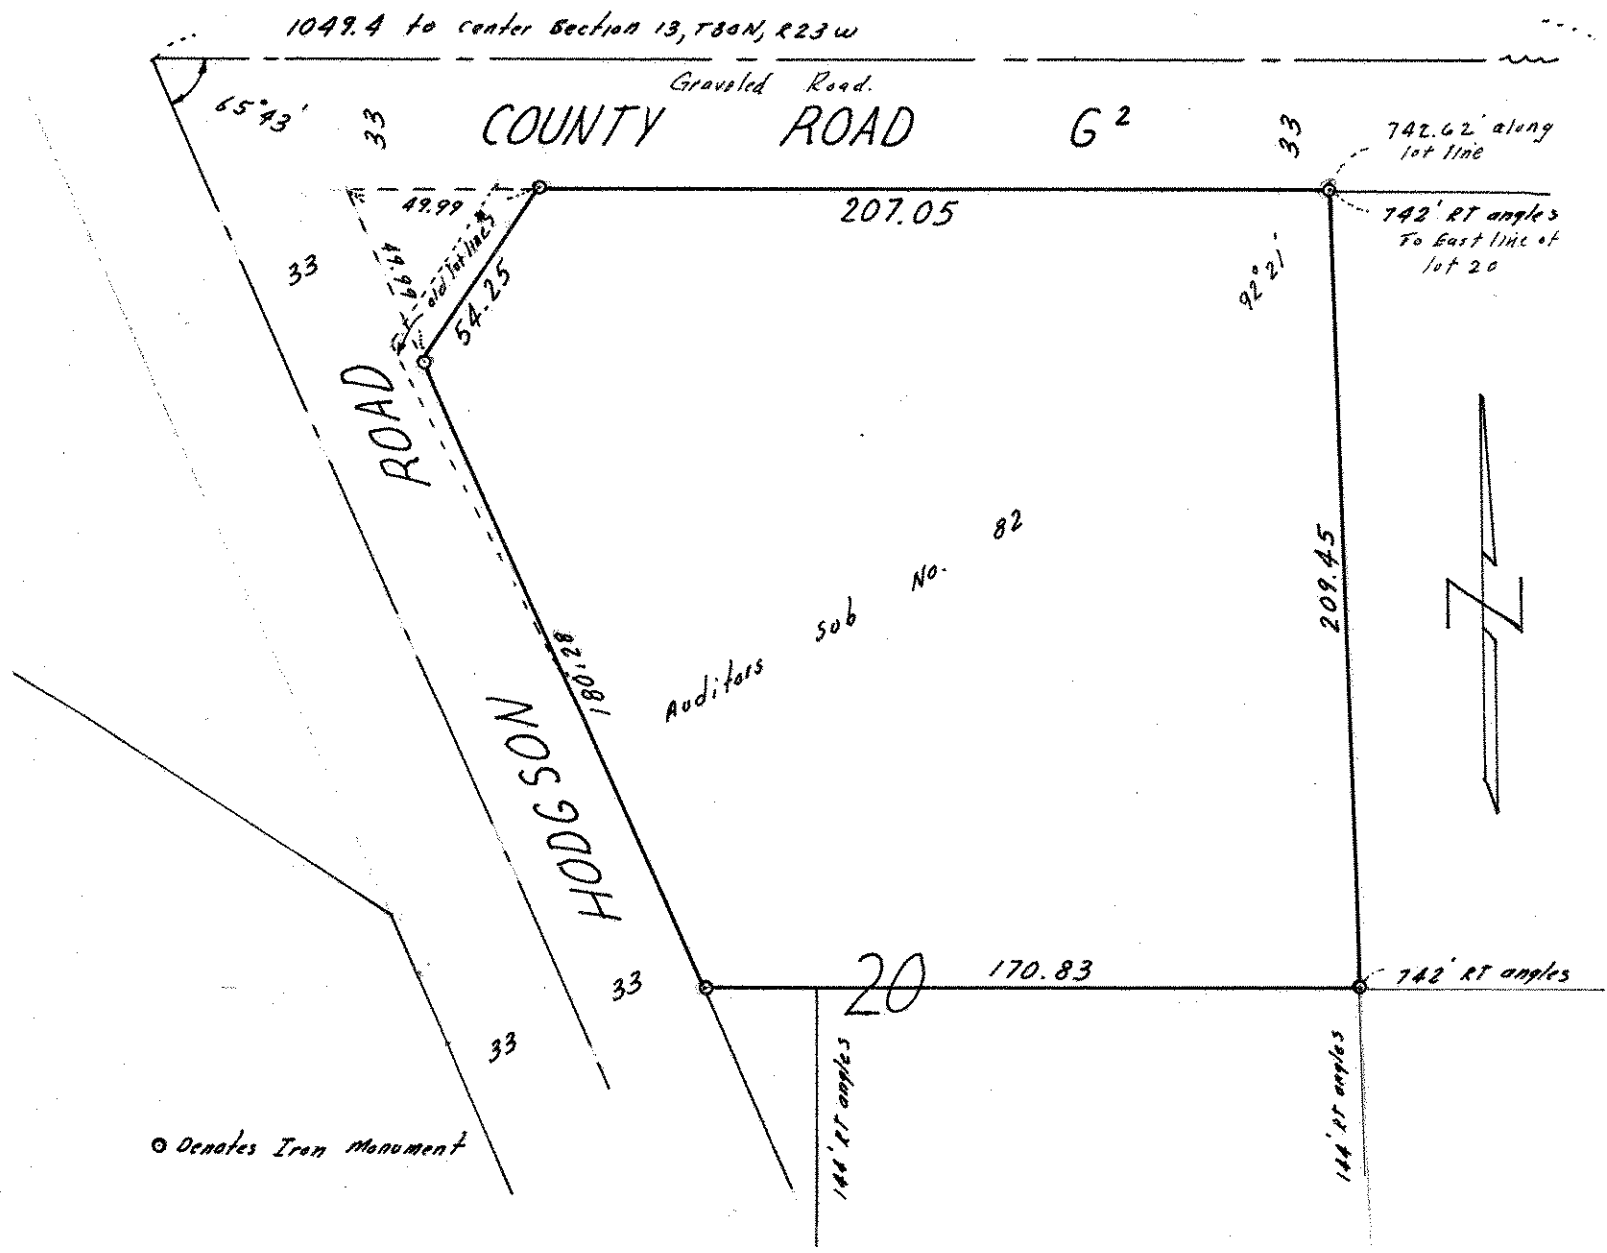 1049.4 to Center Section 13, T30N, R23W
Graveled Road.
65°43'
33
COUNTY ROAD G²
33
742.62' along
lot line
49.99
207.05
742' RT angles
To East line of
lot 20
33
49.99
old lot lines
54.25
92°21'
ROAD
82
No.
Sub
Auditors
209.45
N
180.28
HODGSON
20
170.83
742' RT angles
33
33
144' RT angles
144' RT angles
Denotes Iron Monument